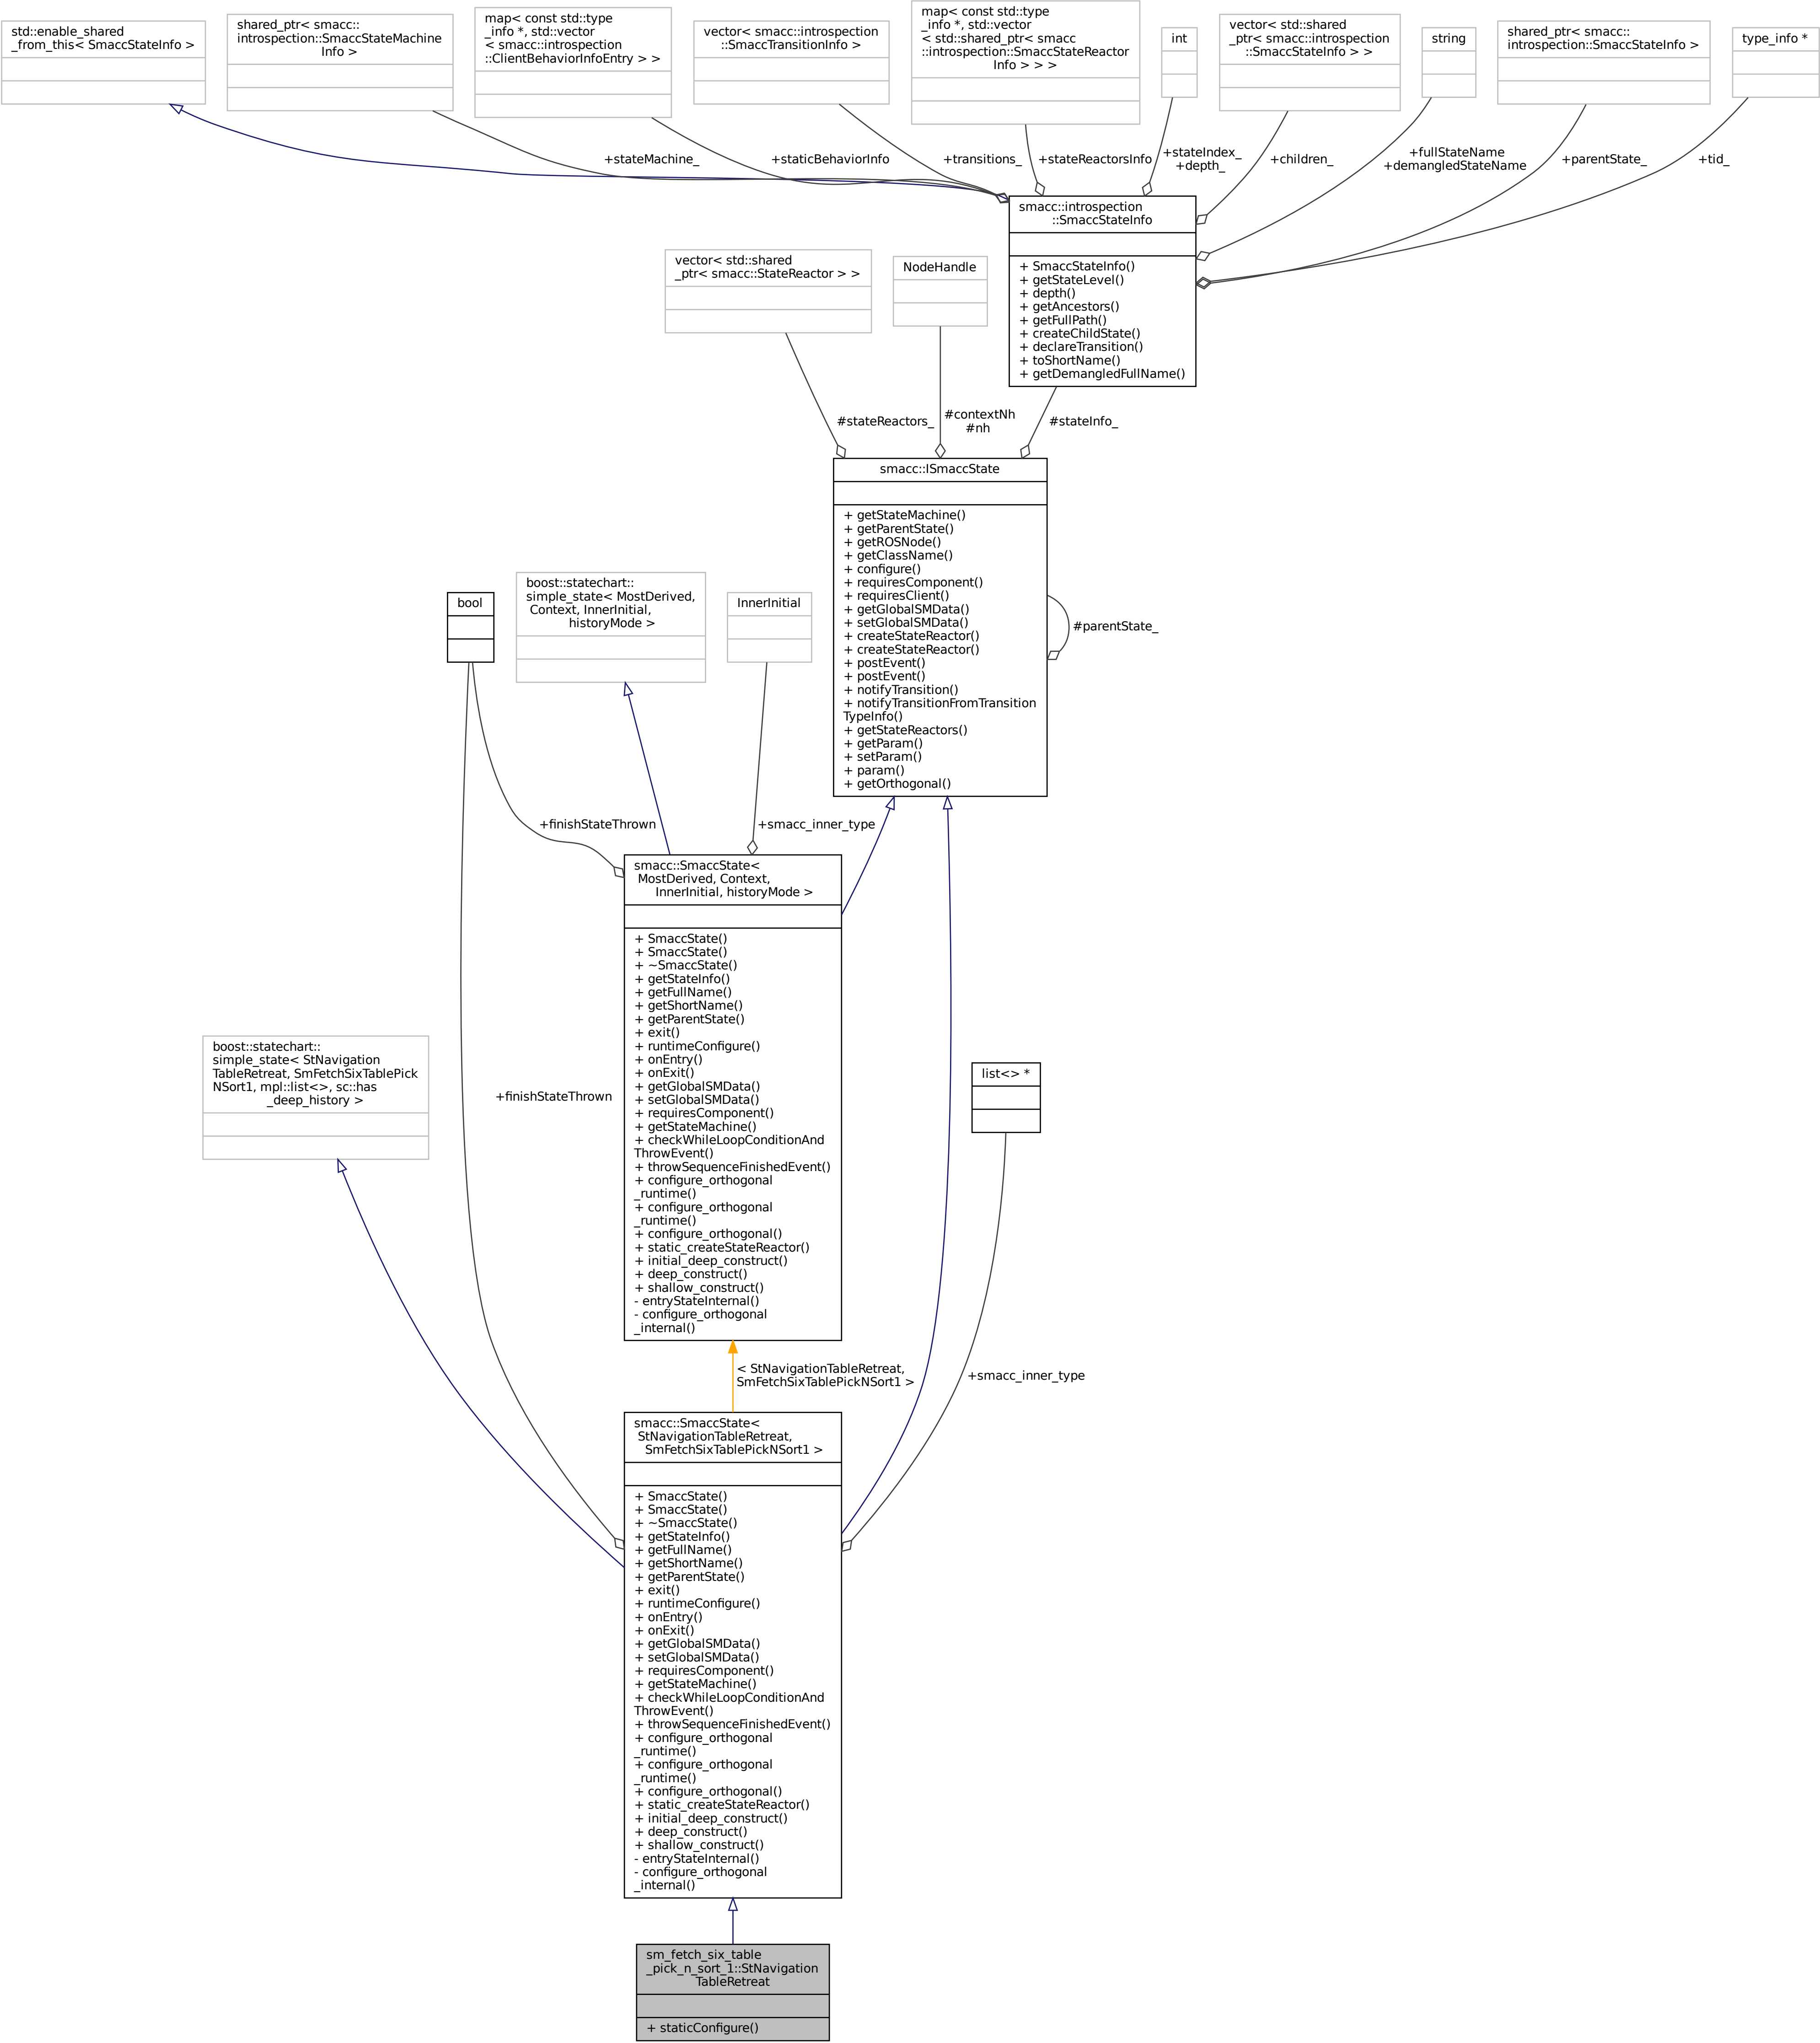 std::enable_shared
_from_this< SmaccStateInfo >
shared_ptr< smacc::
introspection::SmaccStateMachine
Info >
map< const std::type
_info *, std::vector
< smacc::introspection
::ClientBehaviorInfoEntry > >
vector< smacc::introspection
::SmaccTransitionInfo >
map< const std::type
_info *, std::vector
< std::shared_ptr< smacc
::introspection::SmaccStateReactor
Info > > >
int
vector< std::shared
_ptr< smacc::introspection
::SmaccStateInfo > >
string
shared_ptr< smacc::
introspection::SmaccStateInfo >
type_info *
+stateMachine_
+staticBehaviorInfo
+transitions_
+stateReactorsInfo
+stateIndex_
+depth_
+children_
+fullStateName
+demangledStateName
+parentState_
+tid_
smacc::introspection
::SmaccStateInfo
+ SmaccStateInfo()
+ getStateLevel()
+ depth()
+ getAncestors()
+ getFullPath()
+ createChildState()
+ declareTransition()
+ toShortName()
+ getDemangledFullName()
vector< std::shared
_ptr< smacc::StateReactor > >
NodeHandle
#stateReactors_
#contextNh
#nh
#stateInfo_
smacc::ISmaccState
+ getStateMachine()
+ getParentState()
+ getROSNode()
+ getClassName()
+ configure()
+ requiresComponent()
+ requiresClient()
+ getGlobalSMData()
+ setGlobalSMData()
+ createStateReactor()
+ createStateReactor()
+ postEvent()
+ postEvent()
+ notifyTransition()
+ notifyTransitionFromTransition
TypeInfo()
+ getStateReactors()
+ getParam()
+ setParam()
+ param()
+ getOrthogonal()
#parentState_
bool
boost::statechart::
simple_state< MostDerived,
Context, InnerInitial,
historyMode >
InnerInitial
+finishStateThrown
+smacc_inner_type
smacc::SmaccState<
MostDerived, Context,
InnerInitial, historyMode >
+ SmaccState()
+ SmaccState()
+ ~SmaccState()
+ getStateInfo()
+ getFullName()
+ getShortName()
+ getParentState()
+ exit()
+ runtimeConfigure()
+ onEntry()
+ onExit()
+ getGlobalSMData()
+ setGlobalSMData()
+ requiresComponent()
+ getStateMachine()
+ checkWhileLoopConditionAnd
ThrowEvent()
+ throwSequenceFinishedEvent()
+ configure_orthogonal
_runtime()
+ configure_orthogonal
_runtime()
+ configure_orthogonal()
+ static_createStateReactor()
+ initial_deep_construct()
+ deep_construct()
+ shallow_construct()
- entryStateInternal()
- configure_orthogonal
_internal()
boost::statechart::
simple_state< StNavigation
TableRetreat, SmFetchSixTablePick
NSort1, mpl::list<>, sc::has
_deep_history >
+finishStateThrown
list<> *
+smacc_inner_type
< StNavigationTableRetreat,
SmFetchSixTablePickNSort1 >
smacc::SmaccState<
StNavigationTableRetreat,
SmFetchSixTablePickNSort1 >
+ SmaccState()
+ SmaccState()
+ ~SmaccState()
+ getStateInfo()
+ getFullName()
+ getShortName()
+ getParentState()
+ exit()
+ runtimeConfigure()
+ onEntry()
+ onExit()
+ getGlobalSMData()
+ setGlobalSMData()
+ requiresComponent()
+ getStateMachine()
+ checkWhileLoopConditionAnd
ThrowEvent()
+ throwSequenceFinishedEvent()
+ configure_orthogonal
_runtime()
+ configure_orthogonal
_runtime()
+ configure_orthogonal()
+ static_createStateReactor()
+ initial_deep_construct()
+ deep_construct()
+ shallow_construct()
- entryStateInternal()
- configure_orthogonal
_internal()
sm_fetch_six_table
_pick_n_sort_1::StNavigation
TableRetreat
+ staticConfigure()